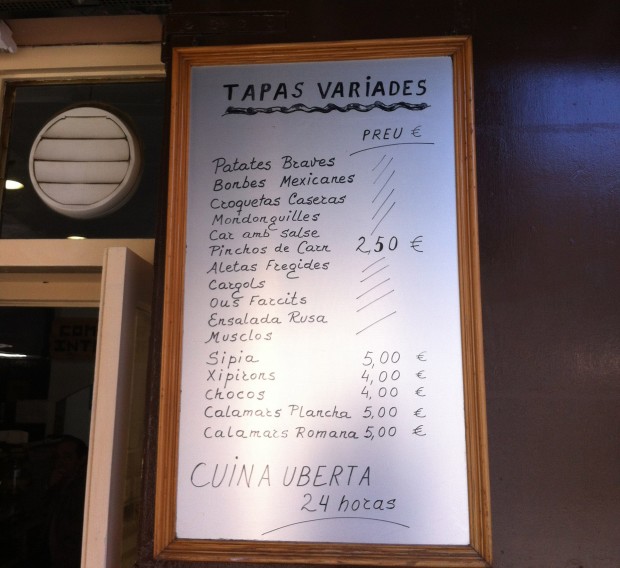 TAPAS VARIADES
PREU €
Patates Braves
Bonbes Mexicanes
Croquetas Caseras
Mondonguilles
Car amb salse
Pinchos de Carn 2,50 €
Aletas Fregides
Cargols
Ous Farcits
Ensalada Rusa
Musclos
Sipia 5,00 €
Xipirons 4,00 €
Chocos 4,00 €
Calamars Plancha 5,00 €
Calamars Romana 5,00 €
CUINA UBERTA
24 horas